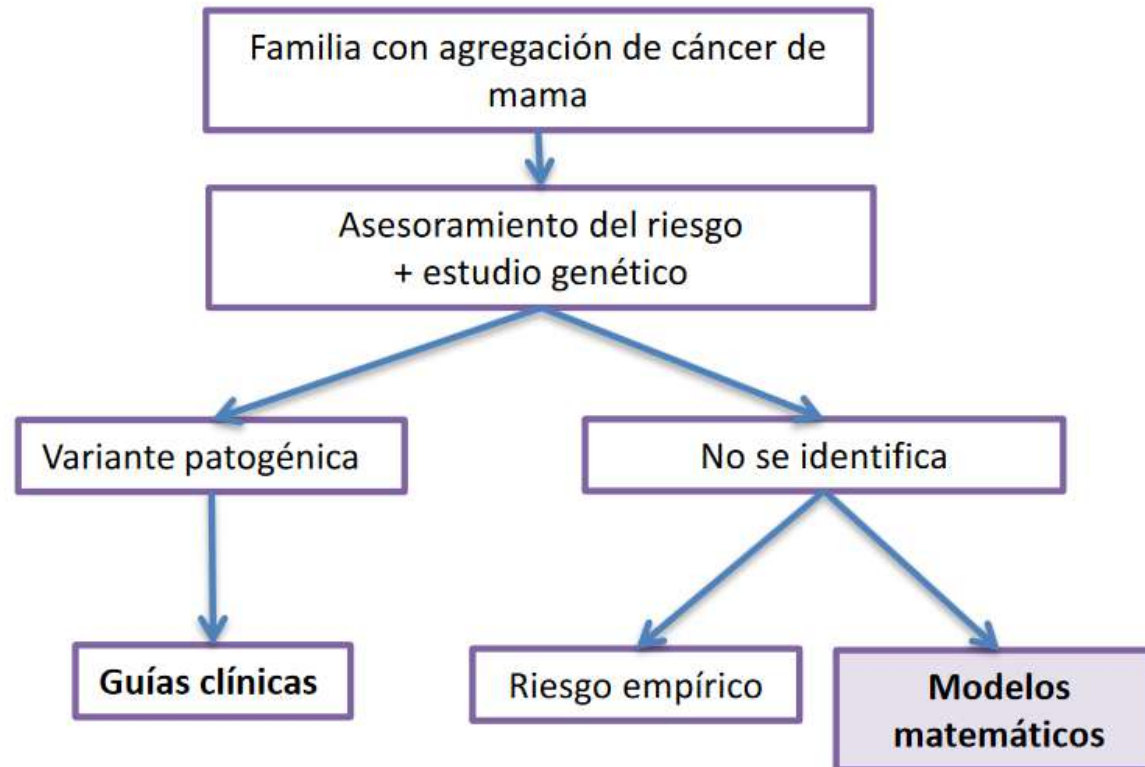 Familia con agregación de cáncer de
mama
Asesoramiento del riesgo
+ estudio genético
Variante patogénica
No se identifica
Guías clínicas
Riesgo empírico
Modelos
matemáticos